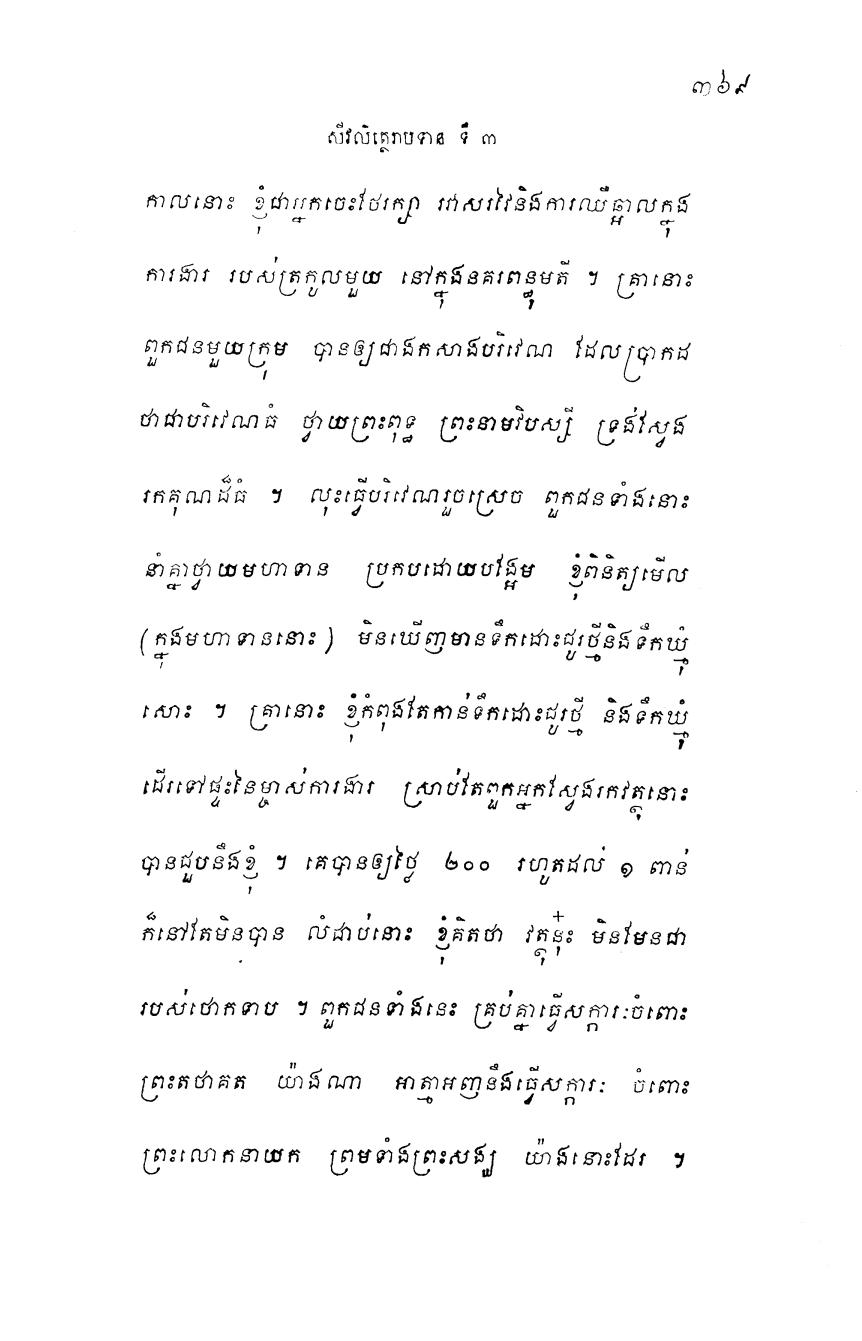 ៣៦៩
សីវលិត្ថេរាបទាន ទី ៣
កាលនោះ ខ្ញុំជាអ្នកចេះថែរក្សា រវាំសរវៃនិងការឈឺឆ្អាលក្នុង
ការងារ របស់ត្រកូលមួយ នៅក្នុងនគរពន្ធុមតី ។ គ្រានោះ
ពួកជនមួយក្រុម បានឲ្យជាងកសាងបរិវេណ ដែលប្រាកដ
ថាជាបរិវេណធំ ថ្វាយព្រះពុទ្ធ ព្រះនាមវិបស្សី ទ្រង់ស្វែង
រកគុណដ៏ធំ ។ លុះធ្វើបរិវេណរួចស្រេច ពួកជនទាំងនោះ
នាំគ្នាថ្វាយមហាទាន ប្រកបដោយបង្អែម ខ្ញុំពិនិត្យមើល
(ក្នុងមហាទាននោះ) មិនឃើញមានទឹកដោះជូរថ្មីនិងទឹកឃ្មុំ
សោះ ។ គ្រានោះ ខ្ញុំកំពុងតែកាន់ទឹកដោះជូរថ្មី និងទឹកឃ្មុំ
ដើរទៅផ្ទះនៃម្ចាស់ការងារ ស្រាប់តែពួកអ្នកស្វែងរកវត្ថុនោះ
បានជួបនឹងខ្ញុំ ។ គេបានឲ្យថ្លៃ ២០០ រហូតដល់ ១ ពាន់
ក៏នៅតែមិនបាន លំដាប់នោះ ខ្ញុំគិតថា វត្ថុនុ៎ះ មិនមែនជា
របស់ថោកទាប ។ ពួកជនទាំងនេះ គ្រប់គ្នាធ្វើសក្ការៈចំពោះ
ព្រះតថាគត យ៉ាងណា អាត្មាអញនឹងធ្វើសក្ការៈ ចំពោះ
ព្រះលោកនាយក ព្រមទាំងព្រះសង្ឃ យ៉ាងនោះដែរ ។